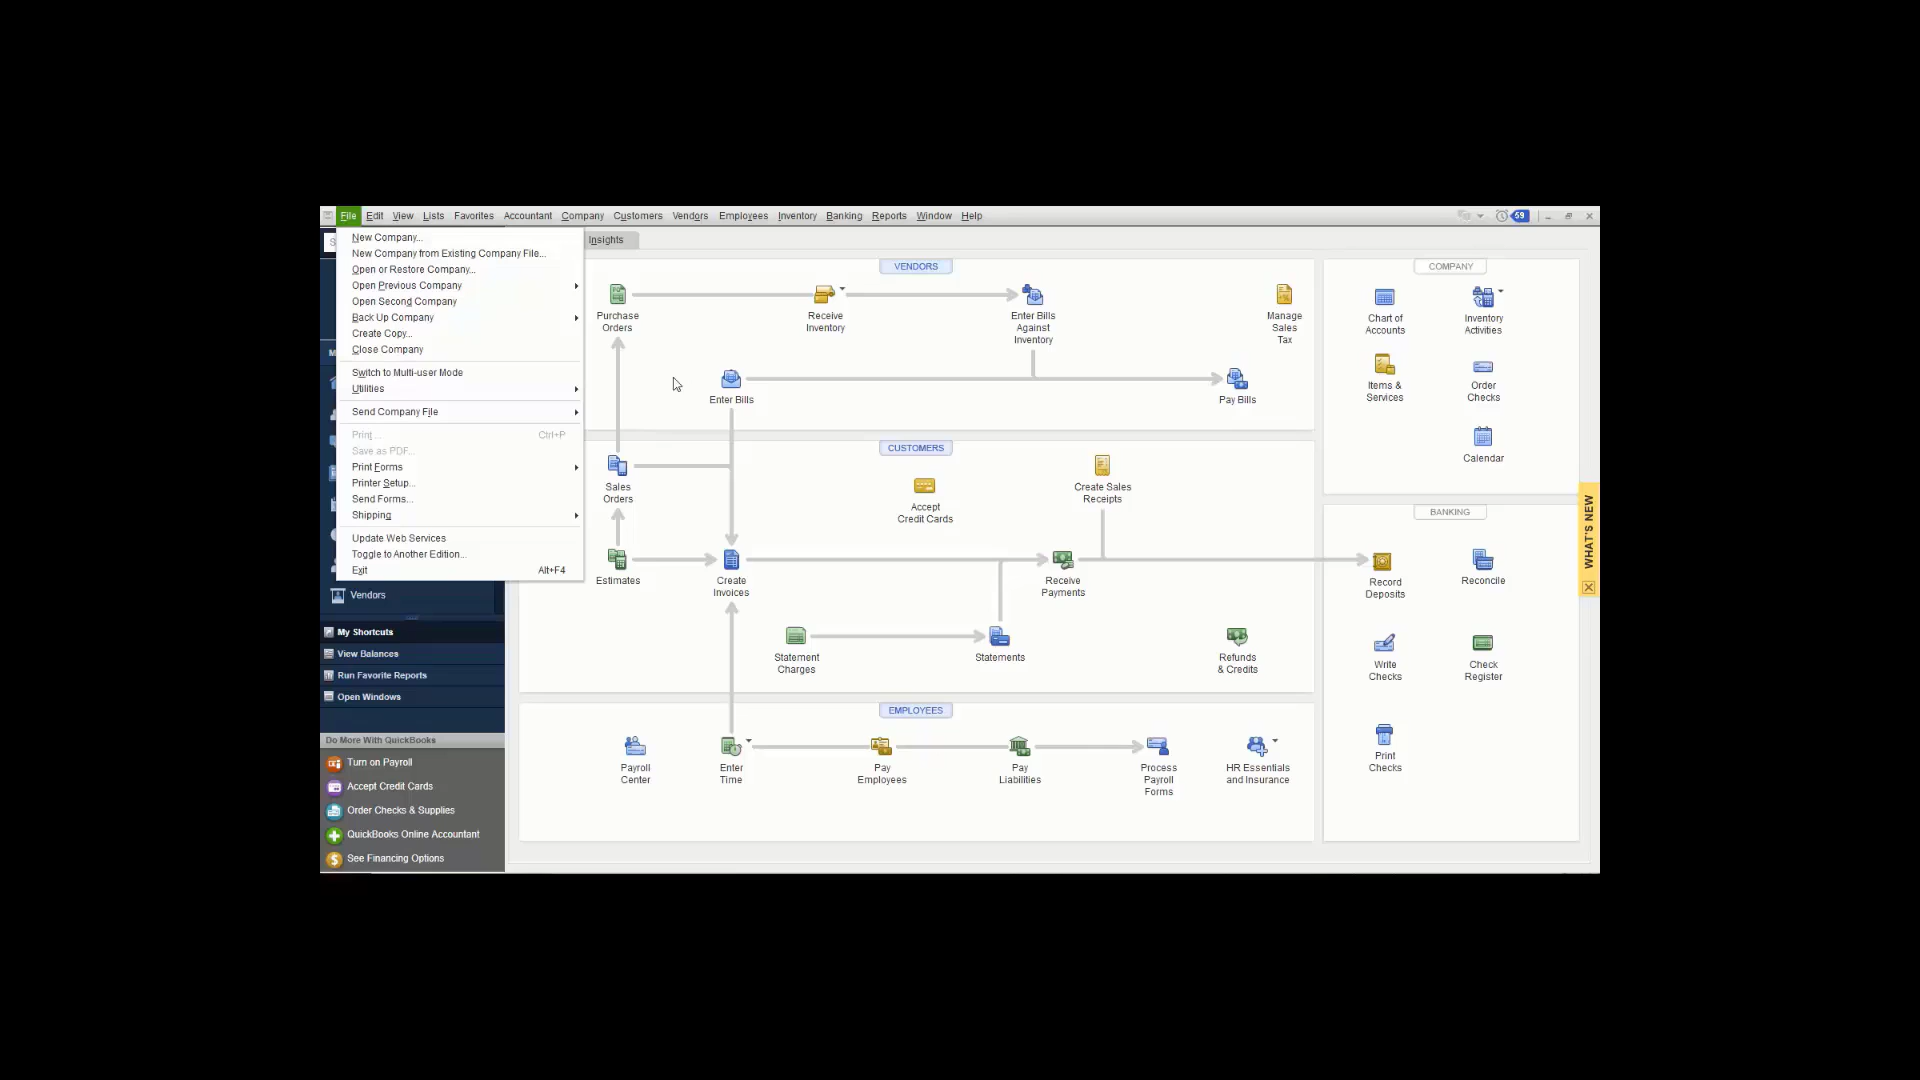 File Edit View Lists Favorites Accountant Company Customers Vendors Employees Inventory Banking Reports Window Help
59
New Company...
New Company from Existing Company File...
Open or Restore Company...
Open Previous Company
Open Second Company
Back Up Company
Create Copy...
Close Company
Switch to Multi-user Mode
Utilities
Send Company File
Print... Ctrl+P
Save as PDF...
Print Forms
Printer Setup...
Send Forms...
Shipping
Update Web Services
Toggle to Another Edition...
Exit Alt+F4
Vendors
My Shortcuts
View Balances
Run Favorite Reports
Open Windows
Do More With QuickBooks
Turn on Payroll
Accept Credit Cards
Order Checks & Supplies
QuickBooks Online Accountant
See Financing Options
Insights
VENDORS
Purchase
Orders
Receive
Inventory
Enter Bills
Against
Inventory
Manage
Sales
Tax
Enter Bills
Pay Bills
CUSTOMERS
Sales
Orders
Accept
Credit Cards
Create Sales
Receipts
Estimates
Create
Invoices
Receive
Payments
Statement
Charges
Statements
Refunds
& Credits
EMPLOYEES
Payroll
Center
Enter
Time
Pay
Employees
Pay
Liabilities
Process
Payroll
Forms
HR Essentials
and Insurance
COMPANY
Chart of
Accounts
Inventory
Activities
Items &
Services
Order
Checks
Calendar
BANKING
Record
Deposits
Reconcile
Write
Checks
Check
Register
Print
Checks
WHAT'S NEW